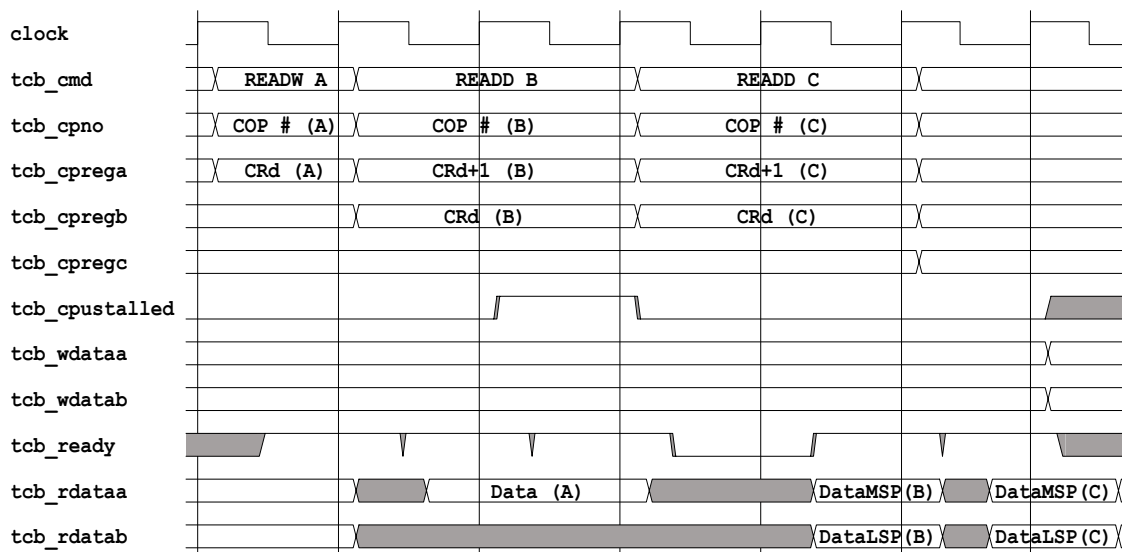 clock
tcb_cmd READW A READD B READD C
tcb_cpno COP # (A) COP # (B) COP # (C)
tcb_cprega CRd (A) CRd+1 (B) CRd+1 (C)
tcb_cpregb CRd (B) CRd (C)
tcb_cpregc
tcb_cpustalled
tcb_wdataa
tcb_wdatab
tcb_ready
tcb_rdataa Data (A) DataMSP(B) DataMSP(C)
tcb_rdatab DataLSP(B) DataLSP(C)